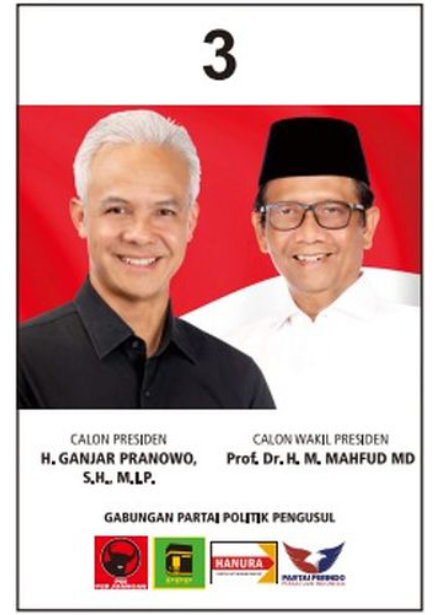 3
CALON PRESIDEN
H. GANJAR PRANOWO,
S.H., M.I.P.
CALON WAKIL PRESIDEN
Prof. Dr. H. M. MAHFUD MD
GABUNGAN PARTAI POLITIK PENGUSUL
HANURA
PARTAI PERINDO